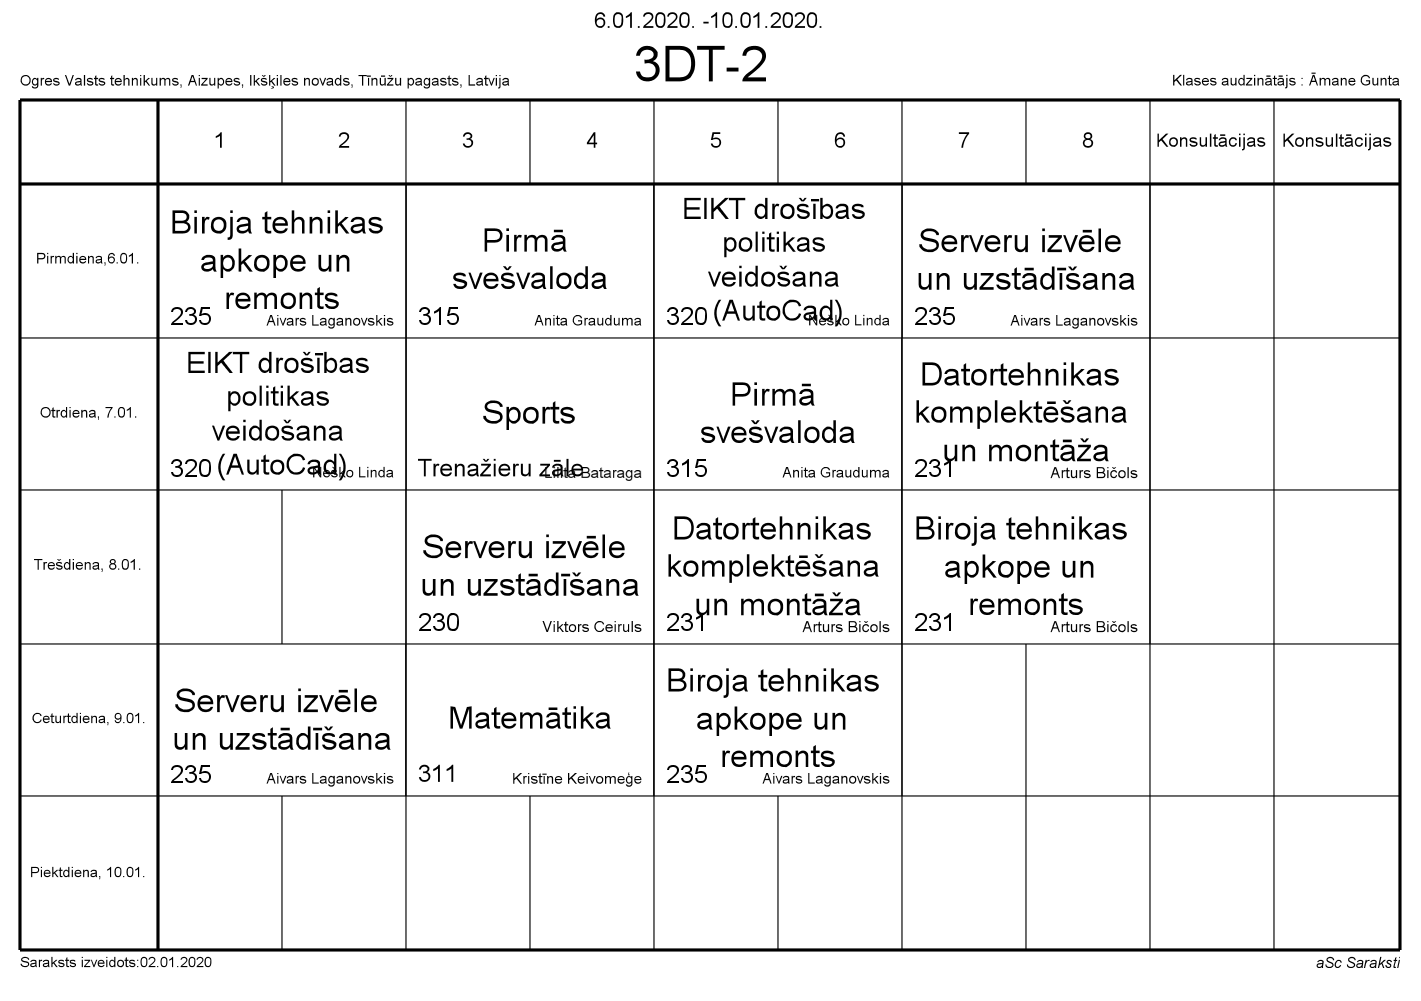 6.01.2020. -10.01.2020.
3DT-2
Ogres Valsts tehnikums, Aizupes, Ikšķiles novads, Tīnūžu pagasts, Latvija
Klases audzinātājs : Āmane Gunta
1 2 3 4 5 6 7 8 Konsultācijas Konsultācijas
Pirmdiena,6.01.
Biroja tehnikas
apkope un
remonts
235 Aivars Laganovskis
Pirmā
svešvaloda
315 Anita Grauduma
EIKT drošības
politikas
veidošana
(AutoCad)
320 Neško Linda
Serveru izvēle
un uzstādīšana
235 Aivars Laganovskis
Otrdiena, 7.01.
EIKT drošības
politikas
veidošana
(AutoCad)
320 Neško Linda
Sports
Trenažieru zāle Lilita Bataraga
Pirmā
svešvaloda
315 Anita Grauduma
Datortehnikas
komplektēšana
un montāža
231 Arturs Bičols
Trešdiena, 8.01.
Serveru izvēle
un uzstādīšana
230 Viktors Ceiruls
Datortehnikas
komplektēšana
un montāža
231 Arturs Bičols
Biroja tehnikas
apkope un
remonts
231 Arturs Bičols
Ceturtdiena, 9.01.
Serveru izvēle
un uzstādīšana
235 Aivars Laganovskis
Matemātika
311 Kristīne Keivomeģe
Biroja tehnikas
apkope un
remonts
235 Aivars Laganovskis
Piektdiena, 10.01.
Saraksts izveidots:02.01.2020
aSc Saraksti